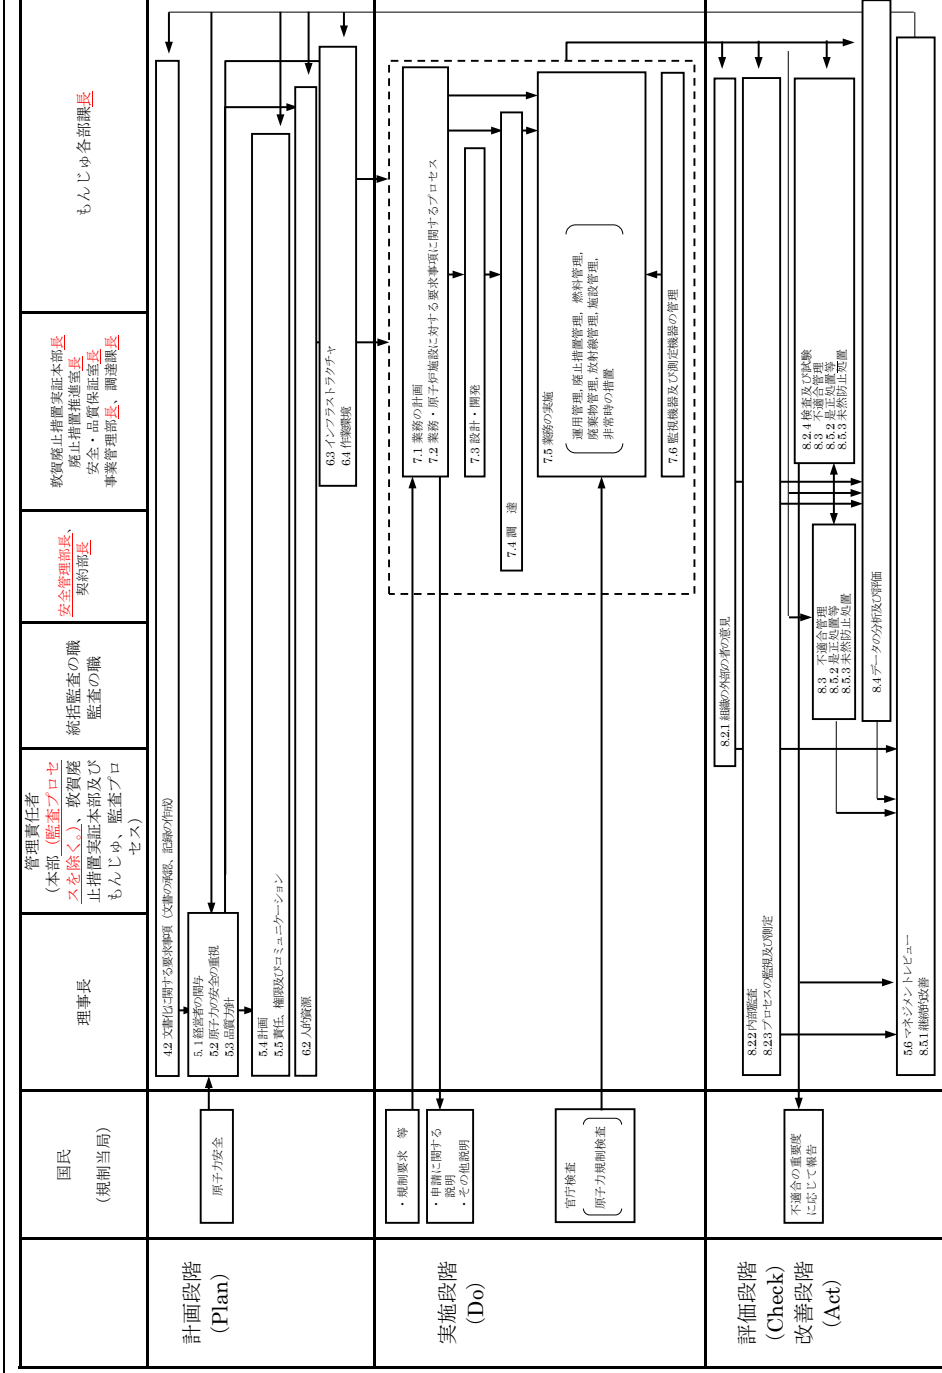 国民
(規制当局)
理事長
管理責任者
(本部(監査プロセ
スを除く。)、敦賀廃
止措置実証本部及び
もんじゅ、監査プロ
セス)
統括監査の職
監査の職
安全管理部長、
契約部長
敦賀廃止措置実証本部長
廃止措置推進室長
安全・品質保証室長
事業管理部長、調達課長
もんじゅ各部課長
計画段階
(Plan)
原子力安全
4.2 文書化に関する要求事項(文書の承認、記録の作成)
5.1 経営者の関与
5.2 原子力の安全の重視
5.3 品質方針
5.4 計画
5.5 責任、権限及びコミュニケーション
6.2 人的資源
6.3 インフラストラクチャ
6.4 作業環境
実施段階
(Do)
・規制要求 等
・申請に関する
説明
・その他説明
官庁検査
原子力規制検査
7.1 業務の計画
7.2 業務・原子炉施設に対する要求事項に関するプロセス
7.3 設計・開発
7.4 調 達
7.5 業務の実施
運用管理, 廃止措置管理, 燃料管理,
廃棄物管理, 放射線管理, 施設管理,
非常時の措置
7.6 監視機器及び測定機器の管理
評価段階
(Check)
改善段階
(Act)
不適合の重要度
に応じて報告
8.2.1 組織の外部の者の意見
8.2.2 内部監査
8.2.3 プロセスの監視及び測定
8.2.4 検査及び試験
8.3 不適合管理
8.5.2 是正処置等
8.5.3 未然防止処置
8.3 不適合管理
8.5.2 是正処置等
8.5.3 未然防止処置
8.4 データの分析及び評価
5.6 マネジメントレビュー
8.5.1 継続的改善